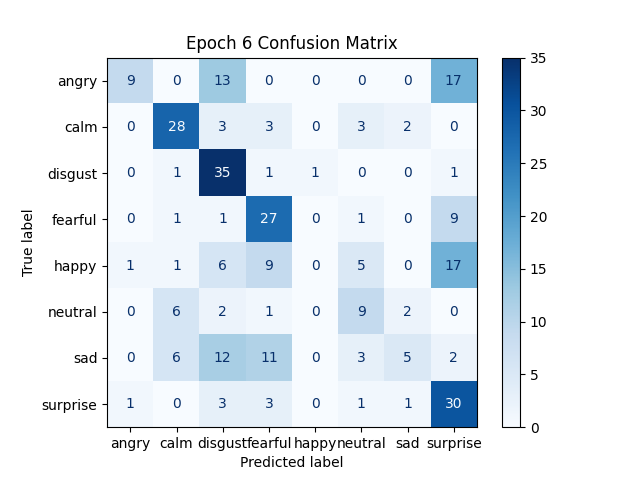 Epoch 6 Confusion Matrix
True label
angry 9 0 13 0 0 0 0 17
calm 0 28 3 3 0 3 2 0
disgust 0 1 35 1 1 0 0 1
fearful 0 1 1 27 0 1 0 9
happy 1 1 6 9 0 5 0 17
neutral 0 6 2 1 0 9 2 0
sad 0 6 12 11 0 3 5 2
surprise 1 0 3 3 0 1 1 30
angry calm disgust fearful happy neutral sad surprise
Predicted label
35
30
25
20
15
10
5
0